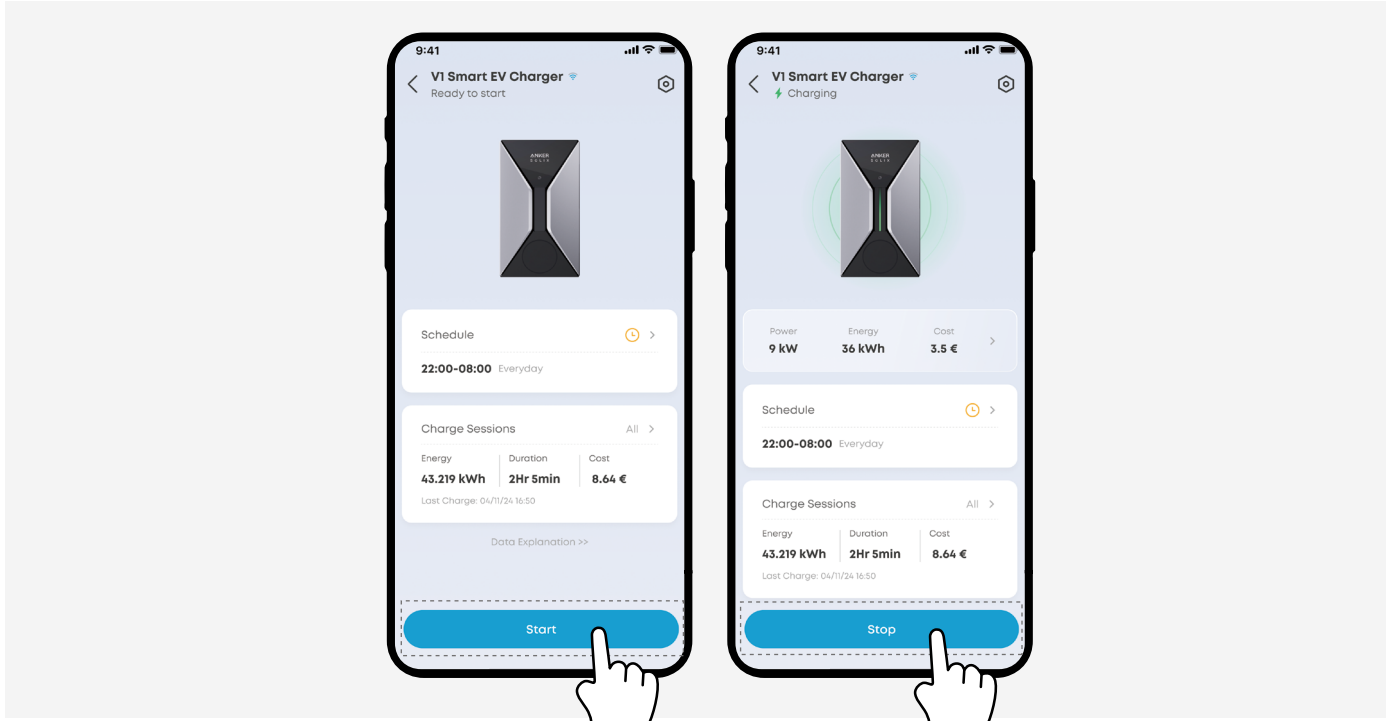 9:41
V1 Smart EV Charger
Ready to start
ANKER
SOLIX
Schedule
22:00-08:00 Everyday
Charge Sessions All
Energy Duration Cost
43.219 kWh 2Hr 5min 8.64 €
Last Charge: 04/11/24 16:50
Data Explanation >>
Start
9:41
V1 Smart EV Charger
Charging
ANKER
SOLIX
Power Energy Cost
9 kW 36 kWh 3.5 €
Schedule
22:00-08:00 Everyday
Charge Sessions All
Energy Duration Cost
43.219 kWh 2Hr 5min 8.64 €
Last Charge: 04/11/24 16:50
Stop